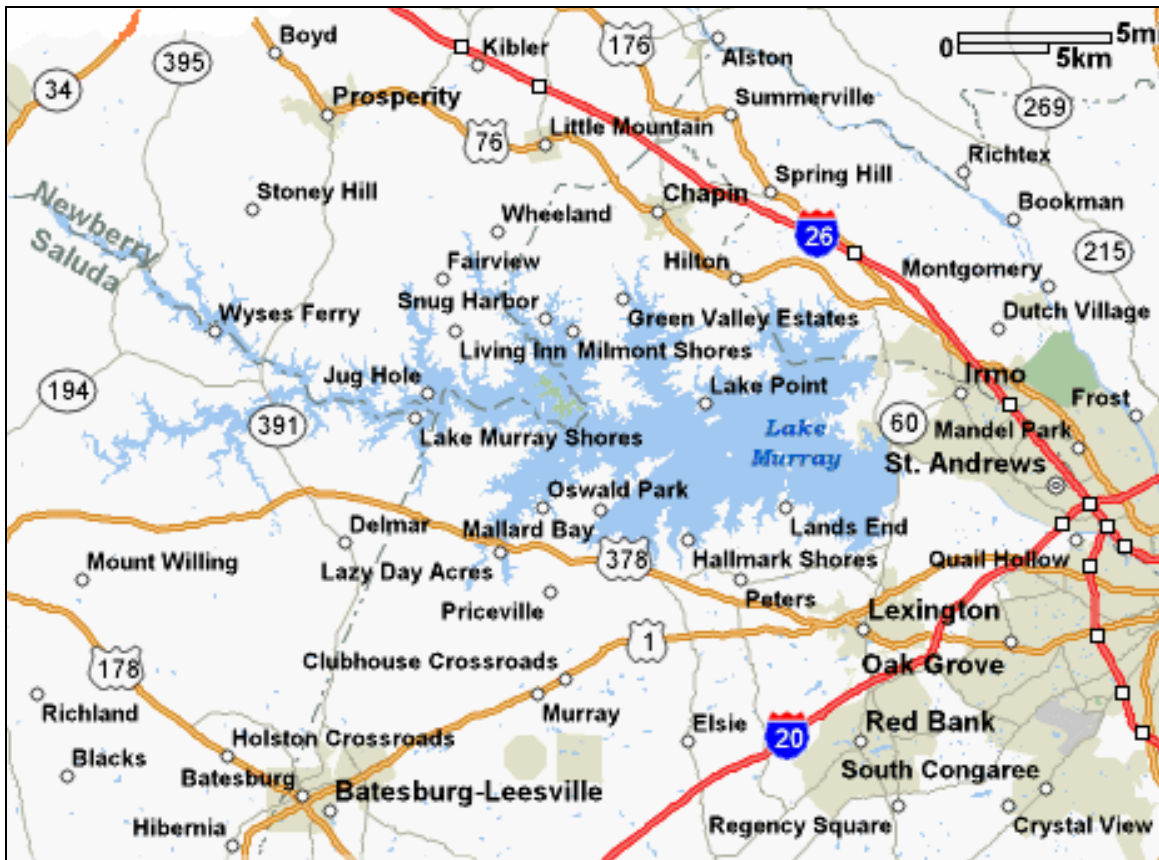 Boyd
Kibler
176
Alston
0
5mi
5km
395
34
Prosperity
Summerville
269
76
Little Mountain
Richtex
Stoney Hill
Spring Hill
Chapin
Wheeland
Bookman
Newberry
Saluda
26
215
Fairview
Hilton
Montgomery
Snug Harbor
Wyses Ferry
Green Valley Estates
Dutch Village
Living Inn
Milmont Shores
Jug Hole
Irmo
194
Lake Point
Frost
391
Lake Murray Shores
Lake
Murray
60
Mandel Park
St. Andrews
Oswald Park
Delmar
Mallard Bay
Lands End
Mount Willing
Lazy Day Acres
378
Hallmark Shores
Quail Hollow
Priceville
Peters
Lexington
1
178
Clubhouse Crossroads
Oak Grove
Richland
Murray
Elsie
20
Red Bank
Holston Crossroads
Blacks
Batesburg
South Congaree
Batesburg-Leesville
Hibernia
Regency Square
Crystal View